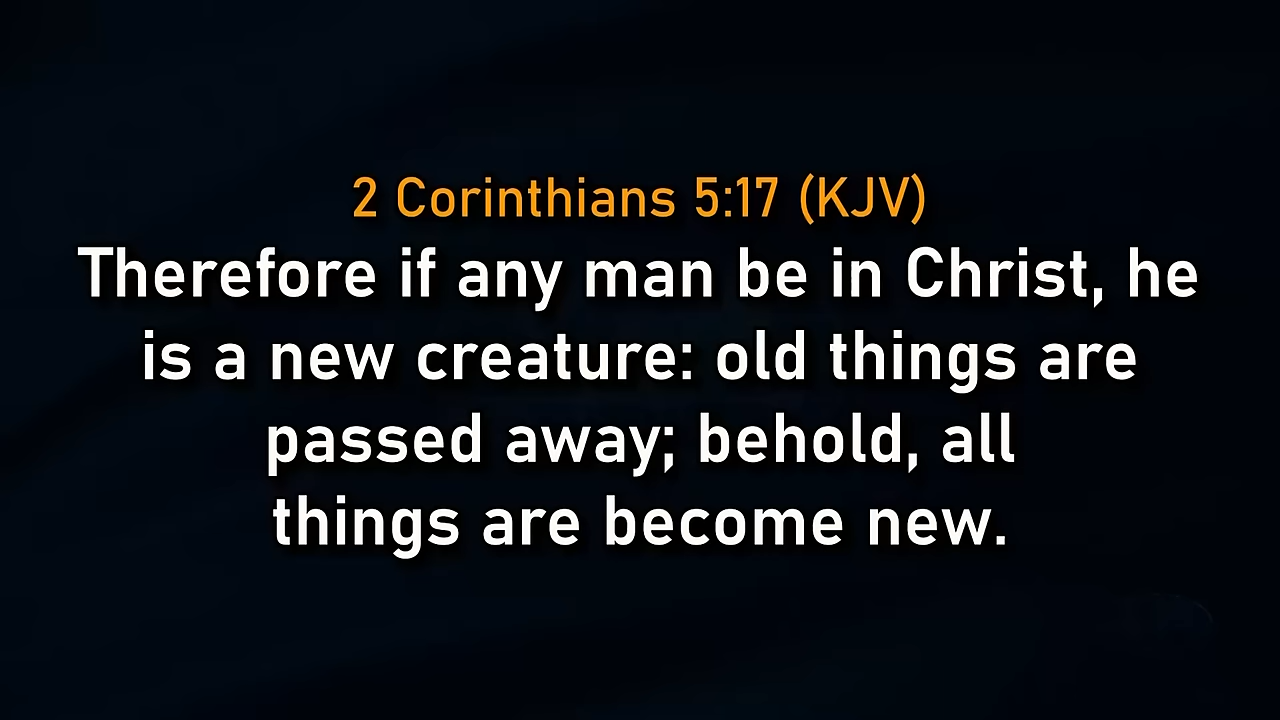 2 Corinthians 5:17 (KJV)
Therefore if any man be in Christ, he
is a new creature: old things are
passed away; behold, all
things are become new.